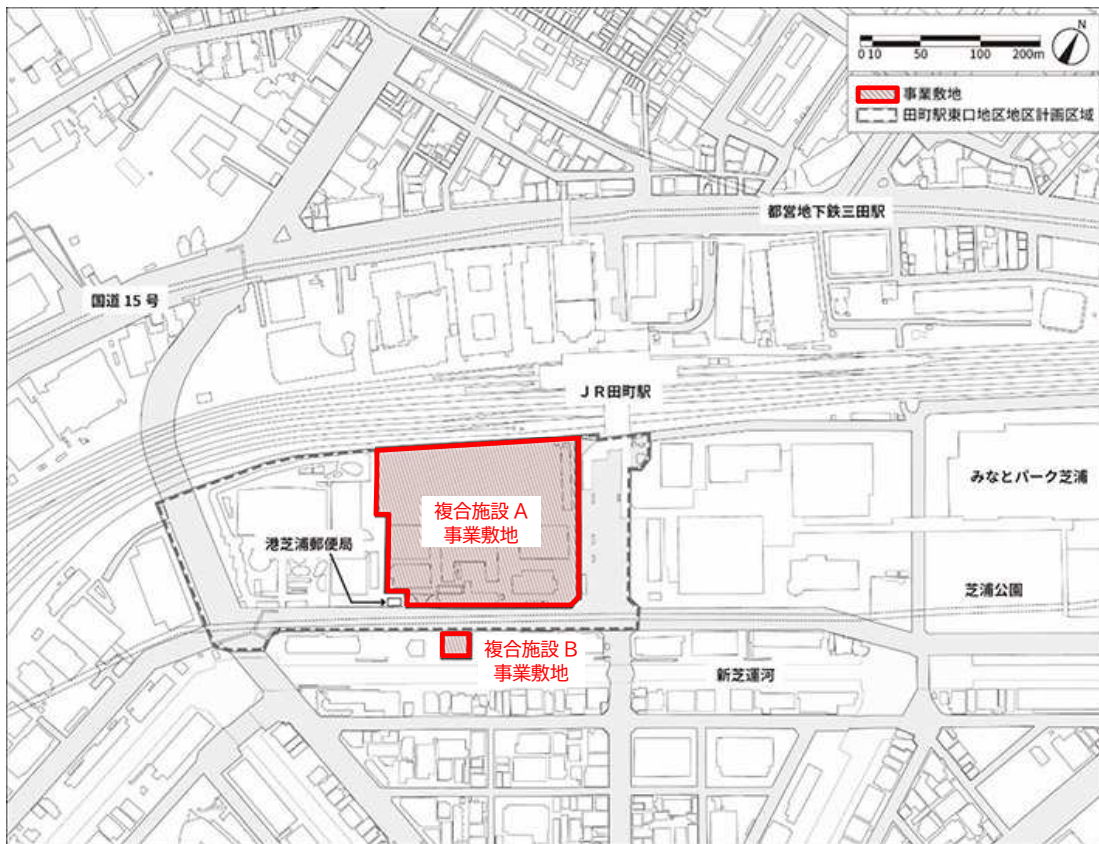 N
0 10 50 100 200m
事業敷地
田町駅東口地区地区計画区域
都営地下鉄三田駅
国道 15 号
JR田町駅
みなとパーク芝浦
複合施設 A
事業敷地
港芝浦郵便局
芝浦公園
複合施設 B
事業敷地
新芝運河